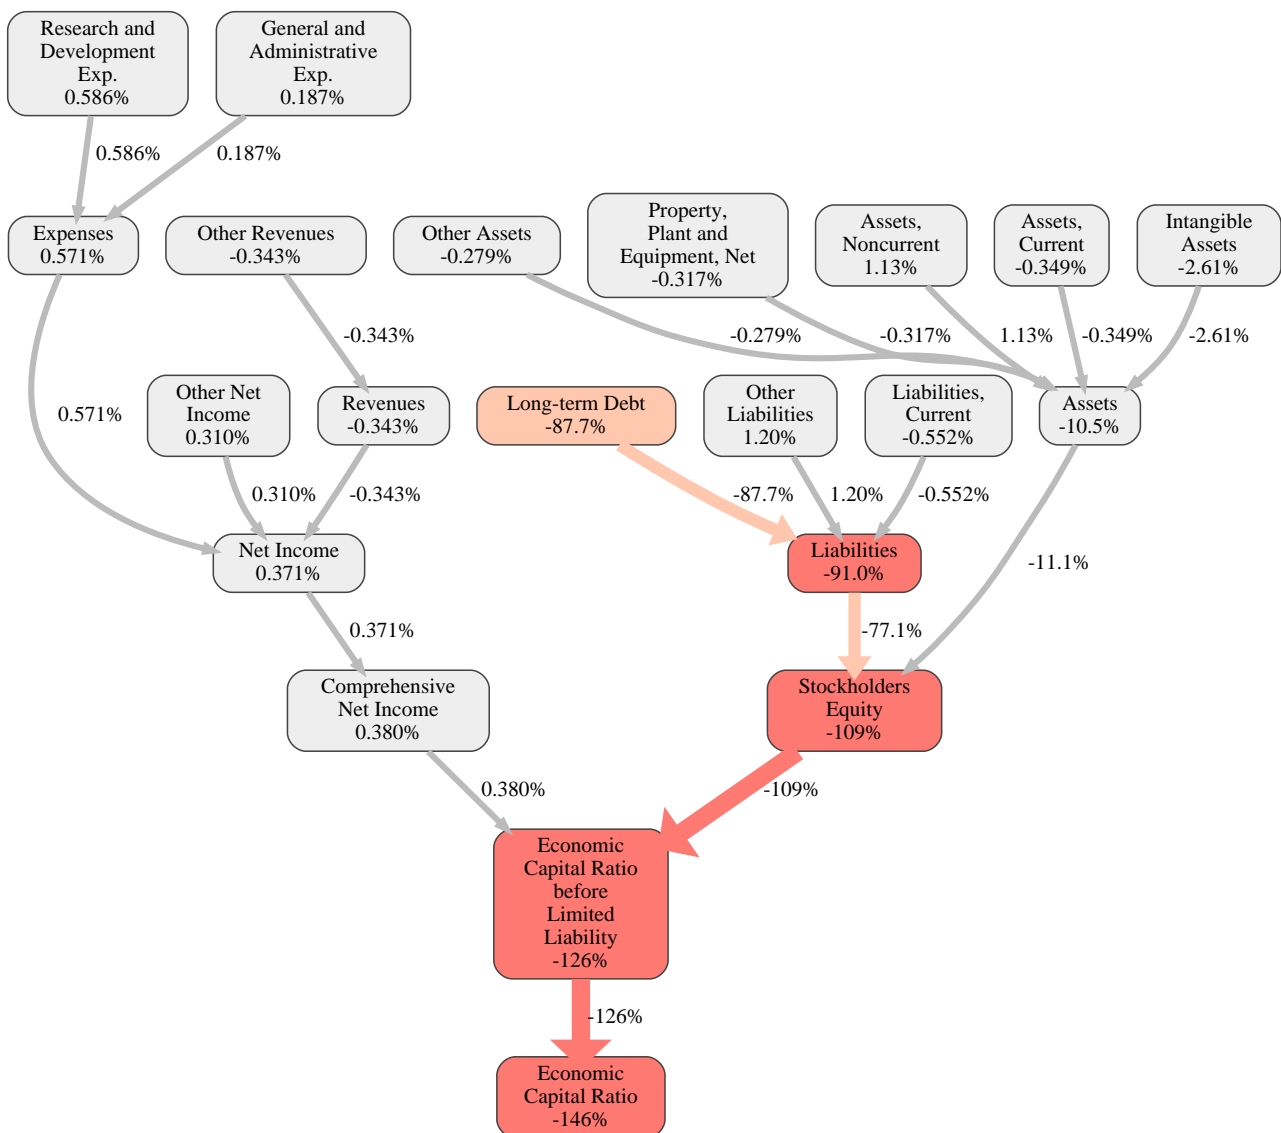 Research and
Development
Exp.
0.586%
General and
Administrative
Exp.
0.187%
0.586%
0.187%
Expenses
0.571%
Other Revenues
-0.343%
Other Assets
-0.279%
Property,
Plant and
Equipment, Net
-0.317%
Assets,
Noncurrent
1.13%
Assets,
Current
-0.349%
Intangible
Assets
-2.61%
-0.343%
-0.279%
-0.317%
1.13%
-0.349%
-2.61%
0.571%
Other Net
Income
0.310%
Revenues
-0.343%
Long-term Debt
-87.7%
Other
Liabilities
1.20%
Liabilities,
Current
-0.552%
Assets
-10.5%
0.310%
-0.343%
-87.7%
1.20%
-0.552%
Net Income
0.371%
Liabilities
-91.0%
-11.1%
0.371%
-77.1%
Comprehensive
Net Income
0.380%
Stockholders
Equity
-109%
0.380%
-109%
Economic
Capital Ratio
before
Limited
Liability
-126%
-126%
Economic
Capital Ratio
-146%